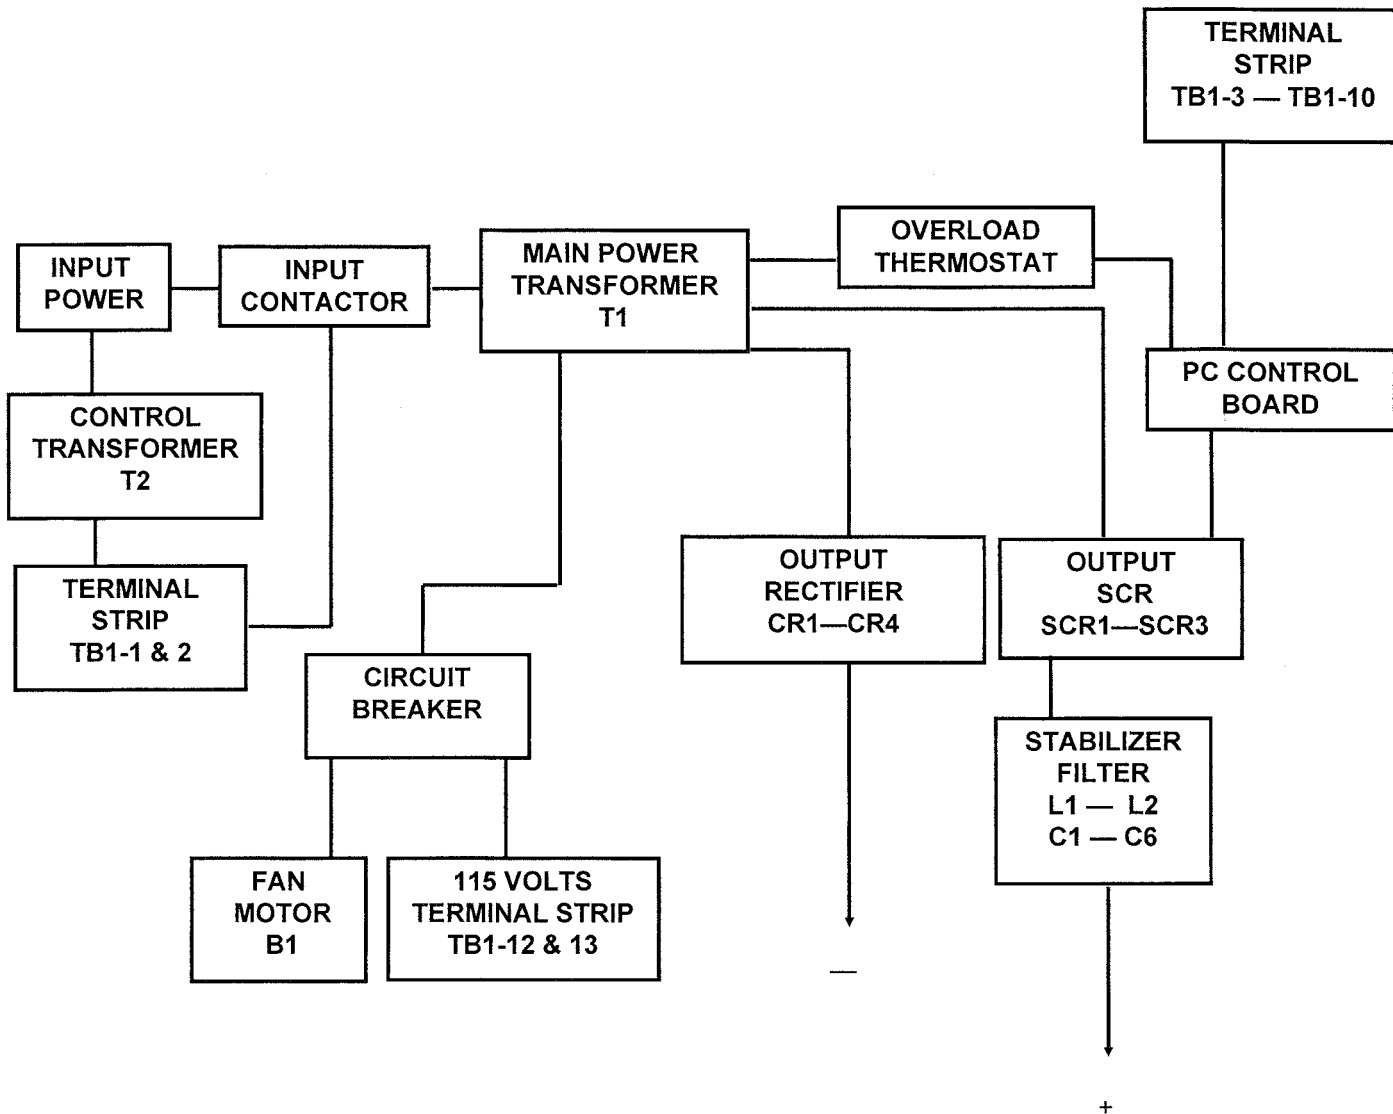 TERMINAL
STRIP
TB1-3 — TB1-10
OVERLOAD
THERMOSTAT
MAIN POWER
TRANSFORMER
T1
INPUT
POWER
INPUT
CONTACTOR
PC CONTROL
BOARD
CONTROL
TRANSFORMER
T2
OUTPUT
RECTIFIER
CR1—CR4
OUTPUT
SCR
SCR1—SCR3
TERMINAL
STRIP
TB1-1 & 2
CIRCUIT
BREAKER
STABILIZER
FILTER
L1 — L2
C1 — C6
FAN
MOTOR
B1
115 VOLTS
TERMINAL STRIP
TB1-12 & 13
—
+